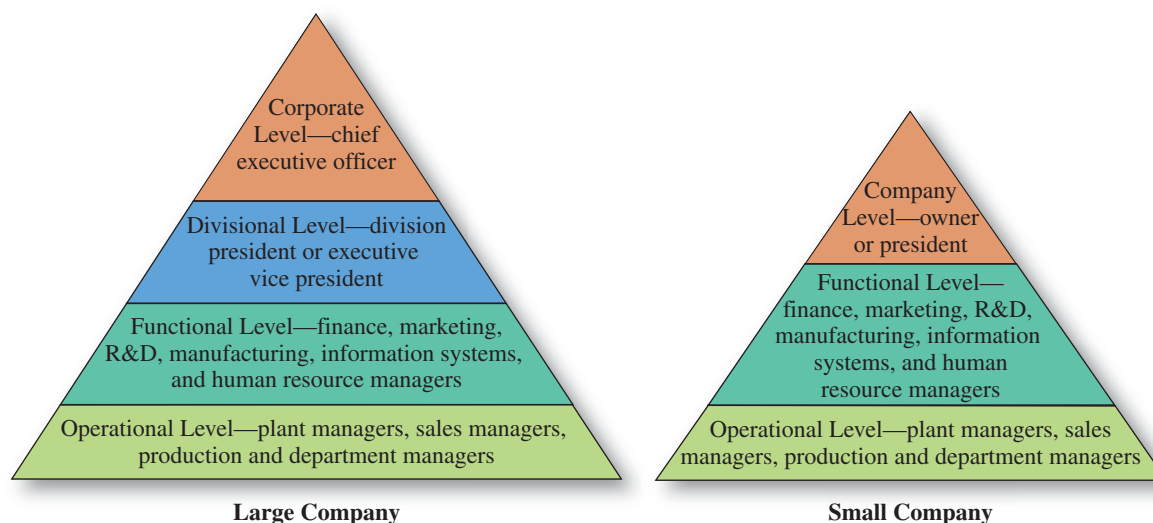 Corporate
Level—chief
executive officer
Divisional Level—division
president or executive
vice president
Functional Level—finance, marketing,
R&D, manufacturing, information systems,
and human resource managers
Operational Level—plant managers, sales managers,
production and department managers
Large Company
Company
Level—owner
or president
Functional Level—
finance, marketing, R&D,
manufacturing, information
systems, and human
resource managers
Operational Level—plant managers, sales
managers, production and department managers
Small Company